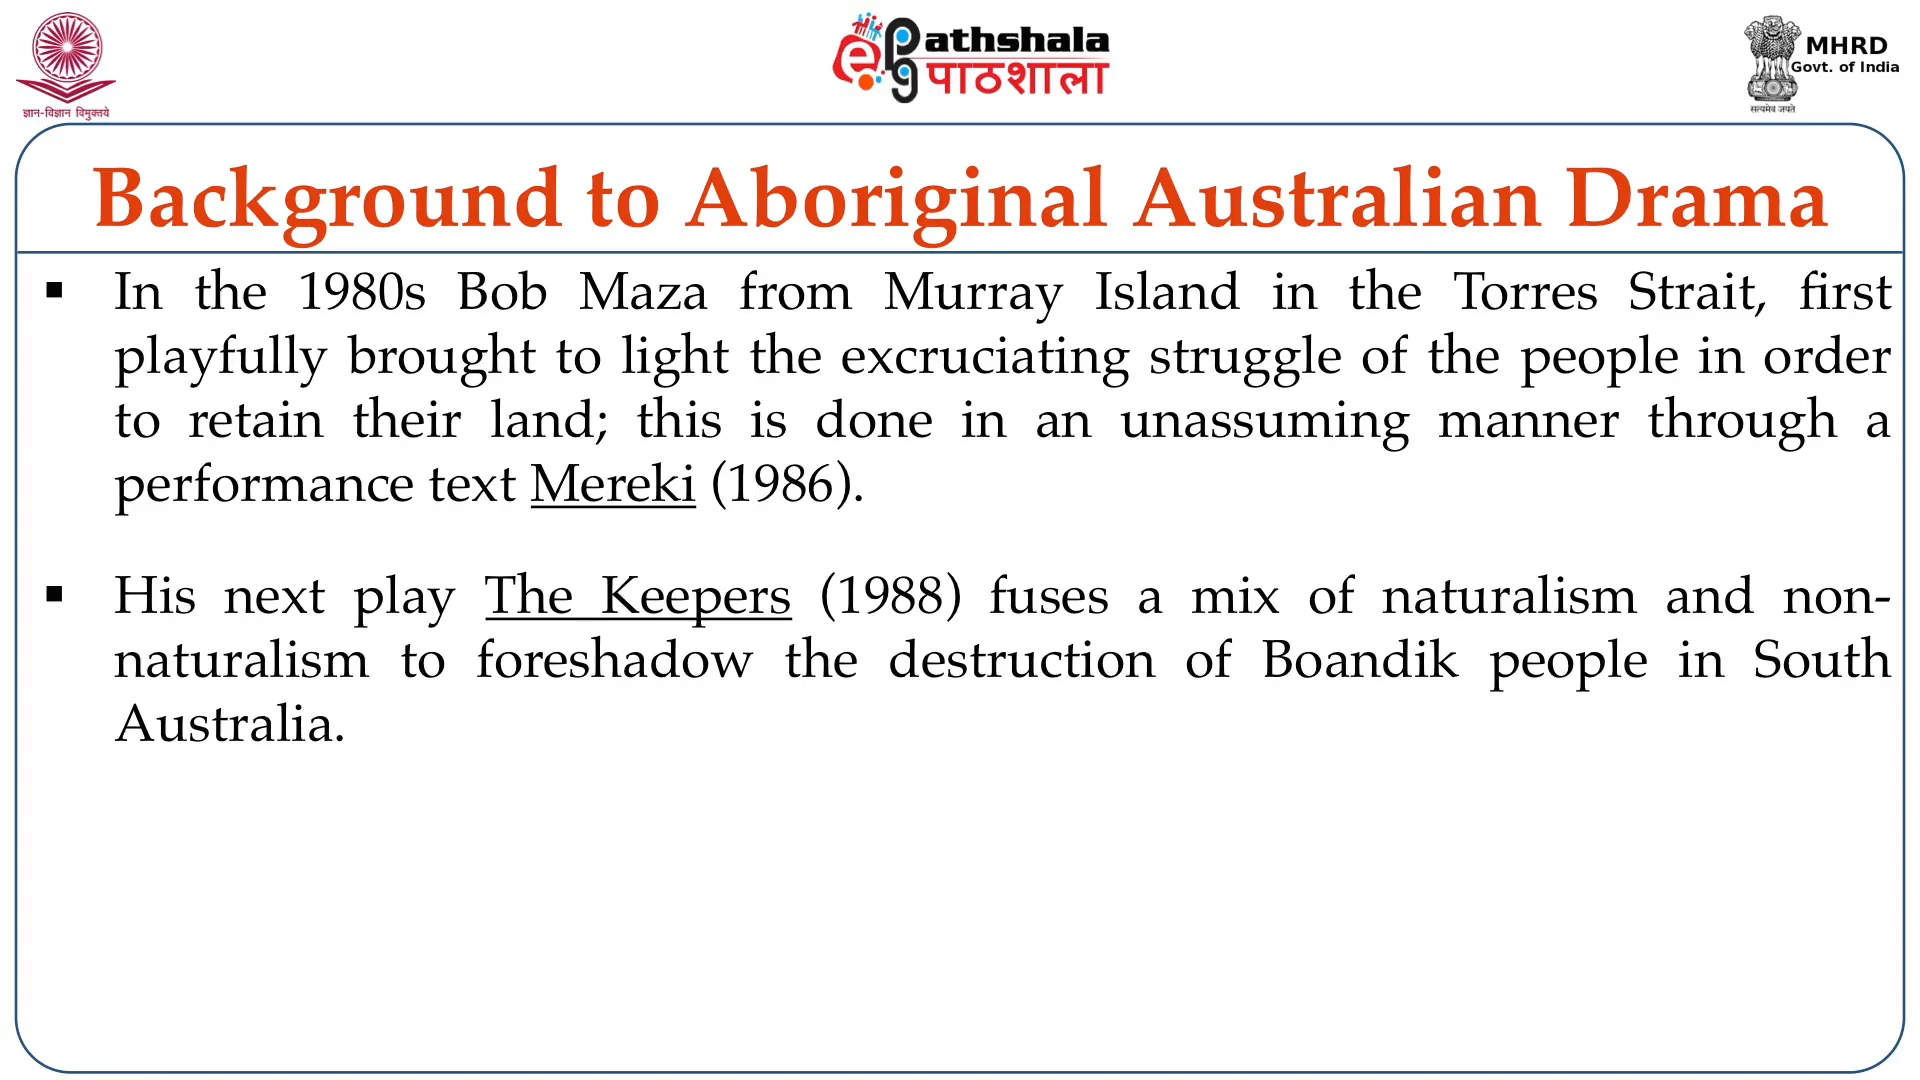 ज्ञान-विज्ञान विमुक्तये
e PG Pathshala
पाठशाला
MHRD
Govt. of India
सत्यमेव जयते
Background to Aboriginal Australian Drama
▪ In the 1980s Bob Maza from Murray Island in the Torres Strait, first
playfully brought to light the excruciating struggle of the people in order
to retain their land; this is done in an unassuming manner through a
performance text Mereki (1986).
▪ His next play The Keepers (1988) fuses a mix of naturalism and non-
naturalism to foreshadow the destruction of Boandik people in South
Australia.